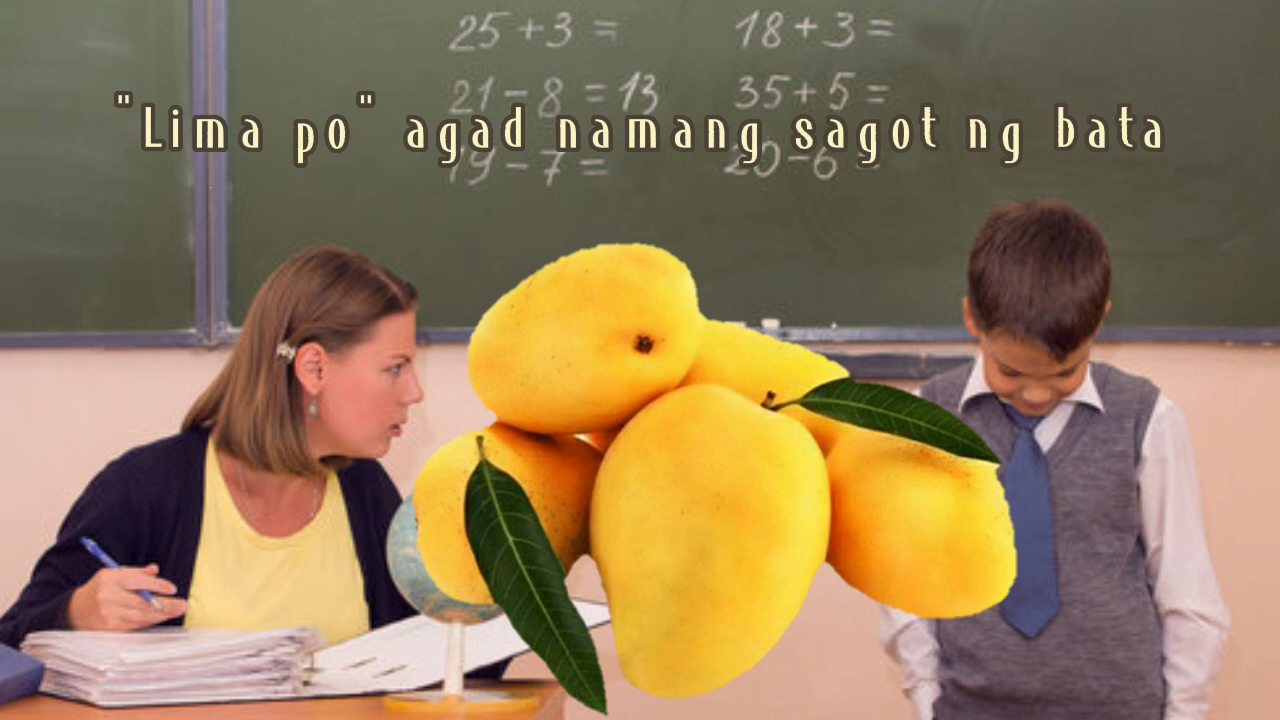 25+3 = 18+3=
21-8 =13 35+5 =
"Lima po" agad namang sagot ng bata
19-7= 20-6 =